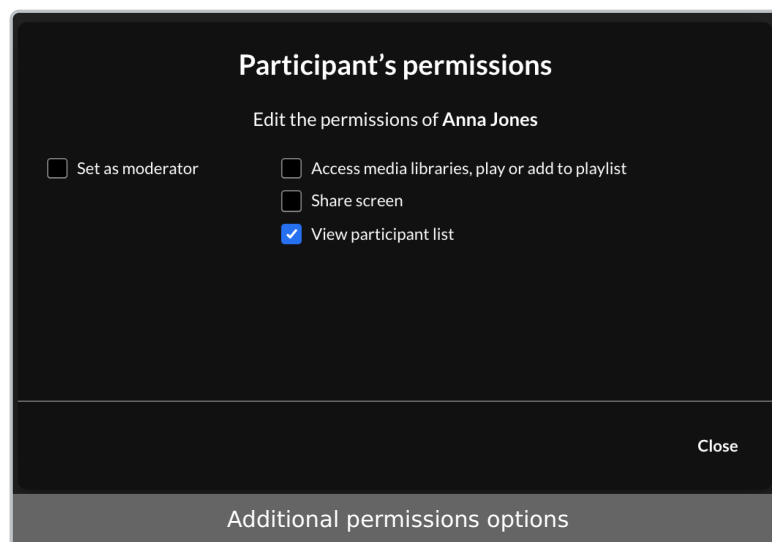 Participant’s permissions
Edit the permissions of Anna Jones
Set as moderator
Access media libraries, play or add to playlist
Share screen
View participant list
Close
Additional permissions options